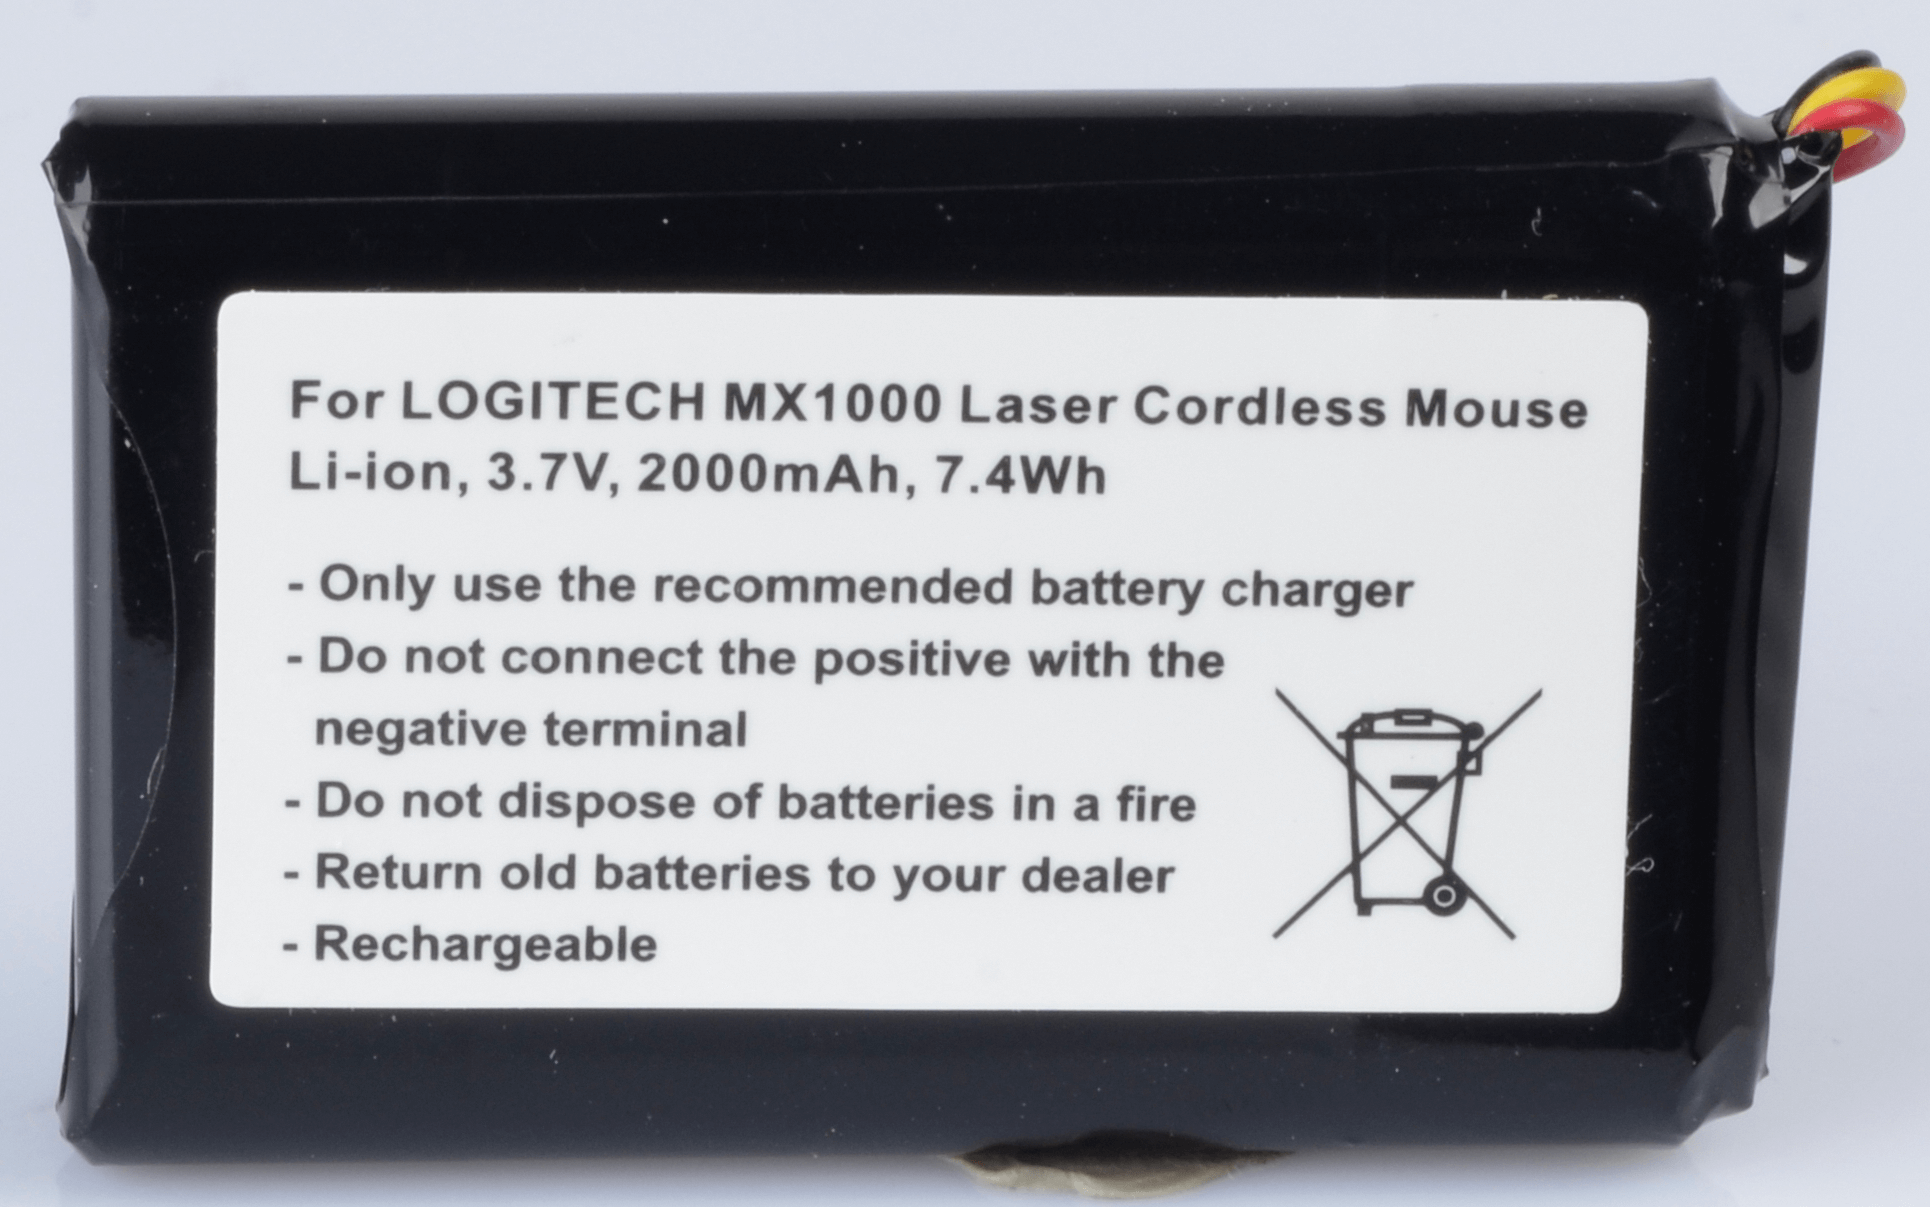 For LOGITECH MX1000 Laser Cordless Mouse
Li-ion, 3.7V, 2000mAh, 7.4Wh
- Only use the recommended battery charger
- Do not connect the positive with the
negative terminal
- Do not dispose of batteries in a fire
- Return old batteries to your dealer
- Rechargeable